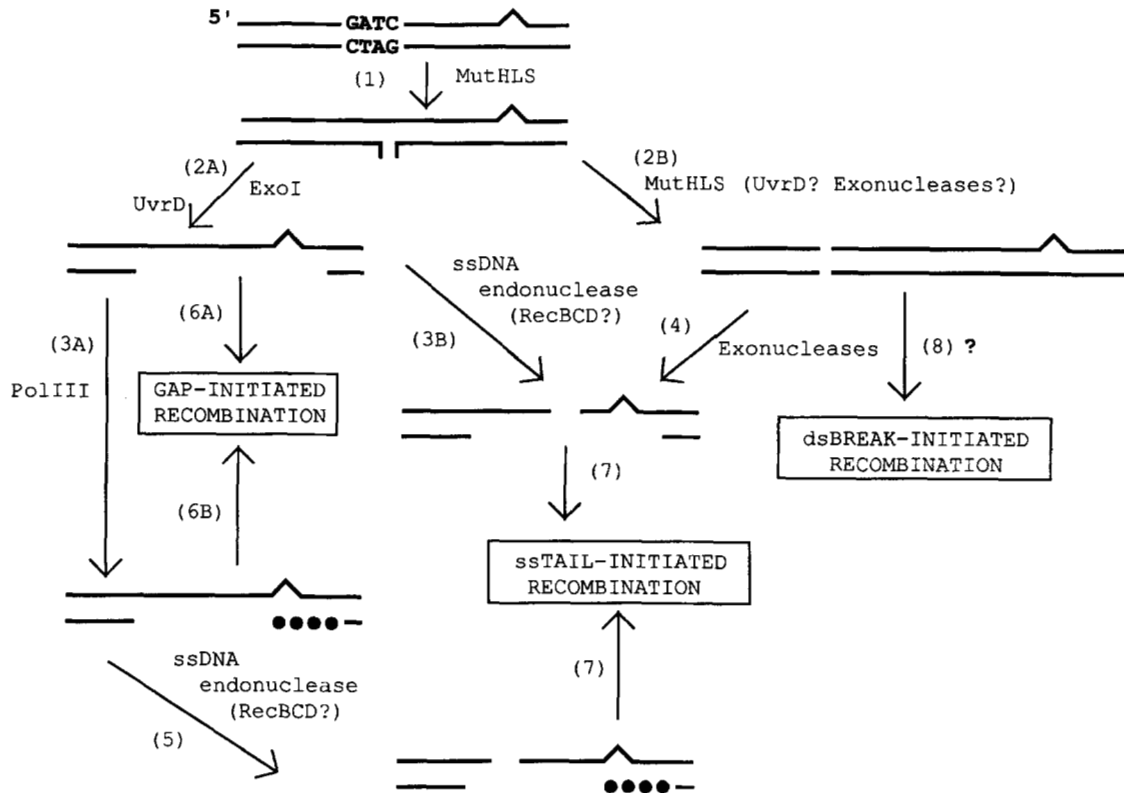 5' GATC
CTAG
(1) MutHLS
(2A) ExoI
UvrD
(2B)
MutHLS (UvrD? Exonucleases?)
ssDNA
endonuclease
(RecBCD?)
(3B)
(4)
Exonucleases
(8) ?
(3A)
PolIII
(6A)
GAP-INITIATED
RECOMBINATION
(6B)
dsBREAK-INITIATED
RECOMBINATION
(7)
ssTAIL-INITIATED
RECOMBINATION
(7)
ssDNA
endonuclease
(RecBCD?)
(5)